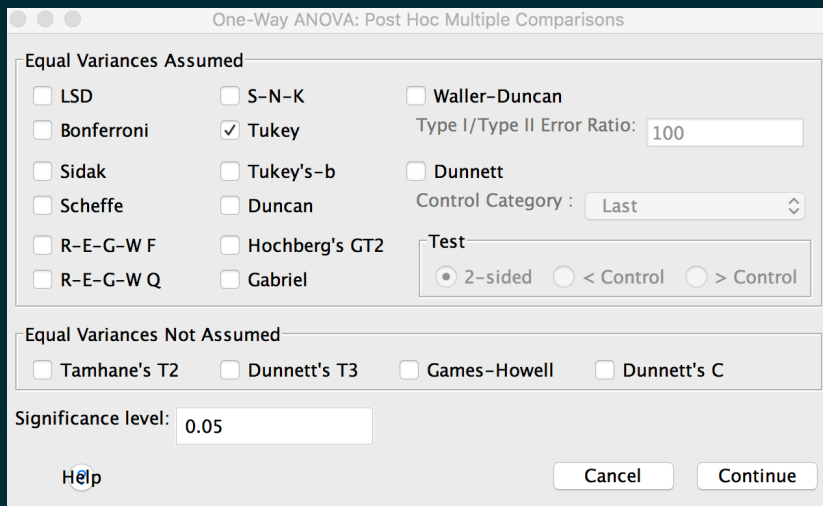 One-Way ANOVA: Post Hoc Multiple Comparisons
Equal Variances Assumed
LSD S-N-K Waller-Duncan
Bonferroni Tukey Type I/Type II Error Ratio: 100
Sidak Tukey's-b Dunnett
Scheffe Duncan Control Category : Last
R-E-G-W F Hochberg's GT2 Test
R-E-G-W Q Gabriel 2-sided < Control > Control
Equal Variances Not Assumed
Tamhane's T2 Dunnett's T3 Games-Howell Dunnett's C
Significance level: 0.05
Help Cancel Continue